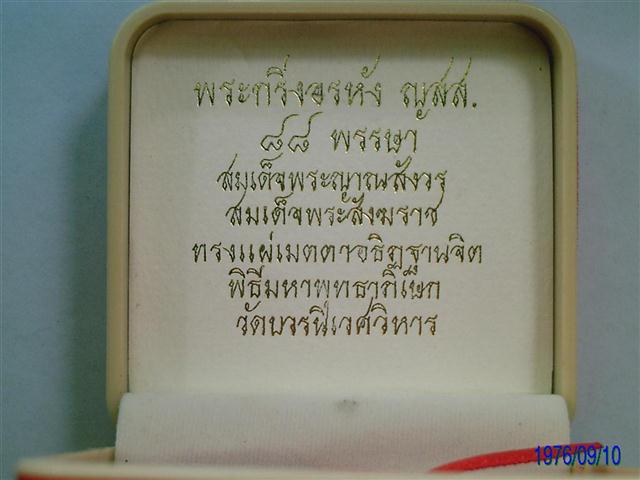 พระกริ่งอรหัง ญสส.
๘๘ พรรษา
สมเด็จพระญาณสังวร
สมเด็จพระสังฆราช
ทรงแผ่เมตตาอธิฏฐานจิต
พิธีมหาพุทธาภิเษก
วัดบวรนิเวศวิหาร
1976/09/10